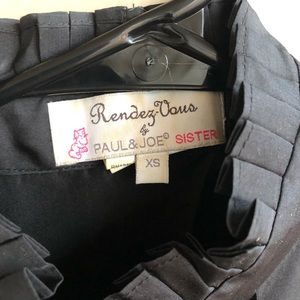 Rendez-Vous
by
PAUL&JOE® SISTER
XS